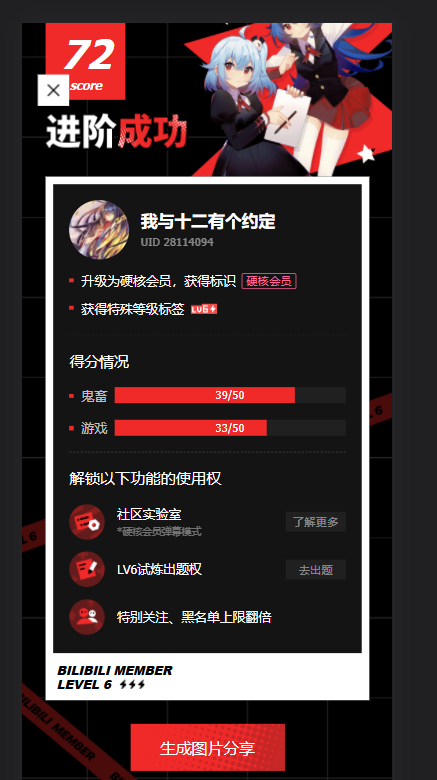 72
score
进阶成功
我与十二有个约定
UID 28114094
升级为硬核会员，获得标识 硬核会员
获得特殊等级标签 LV6
得分情况
鬼畜 39/50
游戏 33/50
解锁以下功能的使用权
社区实验室
*硬核会员弹幕模式
了解更多
LV6试炼出题权
去出题
特别关注、黑名单上限翻倍
BILIBILI MEMBER
LEVEL 6
生成图片分享
BILIBILI MEMBER